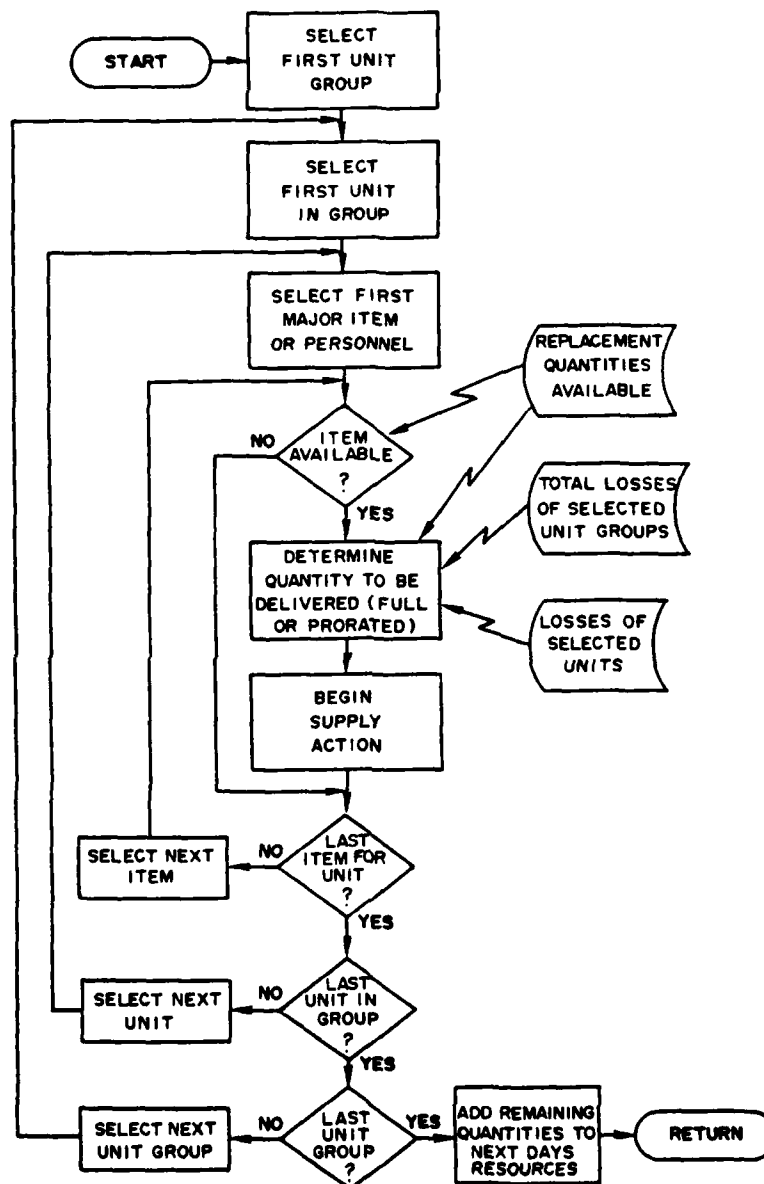 START
SELECT
FIRST UNIT
GROUP
SELECT
FIRST UNIT
IN GROUP
SELECT FIRST
MAJOR ITEM
OR PERSONNEL
REPLACEMENT
QUANTITIES
AVAILABLE
NO
ITEM
AVAILABLE
?
YES
TOTAL LOSSES
OF SELECTED
UNIT GROUPS
DETERMINE
QUANTITY TO BE
DELIVERED (FULL
OR PRORATED)
LOSSES OF
SELECTED
UNITS
BEGIN
SUPPLY
ACTION
SELECT NEXT
ITEM
NO
LAST
ITEM FOR
UNIT
?
YES
SELECT NEXT
UNIT
NO
LAST
UNIT IN
GROUP
?
YES
SELECT NEXT
UNIT GROUP
NO
LAST
UNIT
GROUP
?
YES
ADD REMAINING
QUANTITIES TO
NEXT DAYS
RESOURCES
RETURN